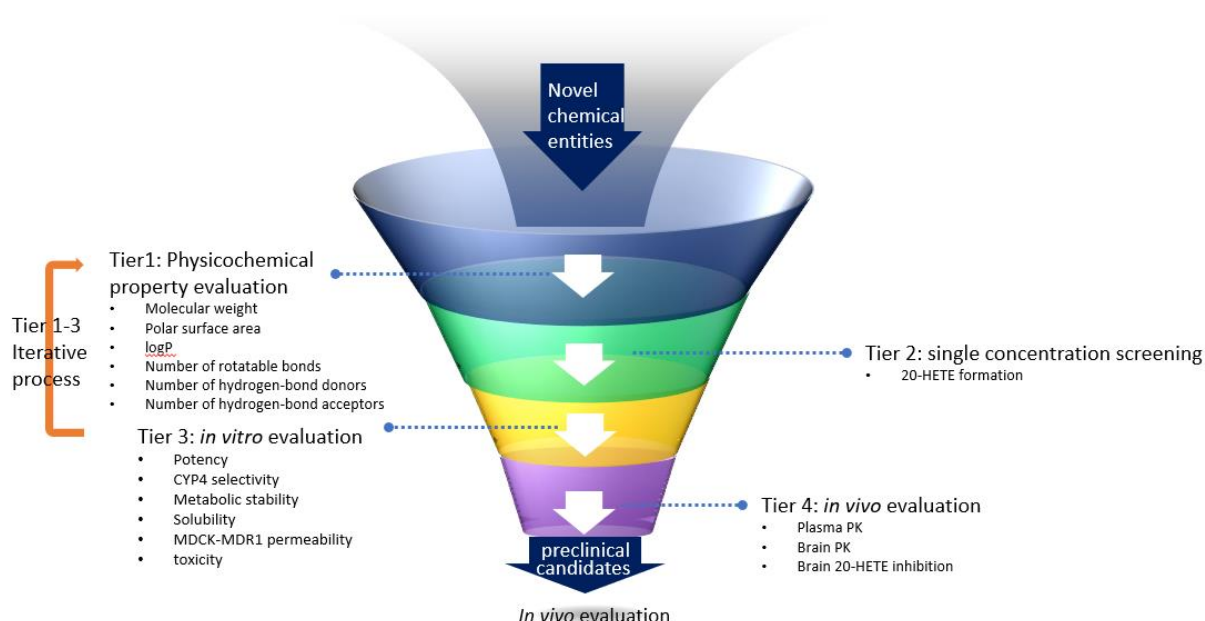 Novel
chemical
entities
Tier1: Physicochemical
property evaluation
• Molecular weight
• Polar surface area
• logP
• Number of rotatable bonds
• Number of hydrogen-bond donors
• Number of hydrogen-bond acceptors
Tier 1-3
Iterative
process
Tier 2: single concentration screening
• 20-HETE formation
Tier 3: in vitro evaluation
• Potency
• CYP4 selectivity
• Metabolic stability
• Solubility
• MDCK-MDR1 permeability
• toxicity
Tier 4: in vivo evaluation
• Plasma PK
• Brain PK
• Brain 20-HETE inhibition
preclinical
candidates
In vivo evaluation